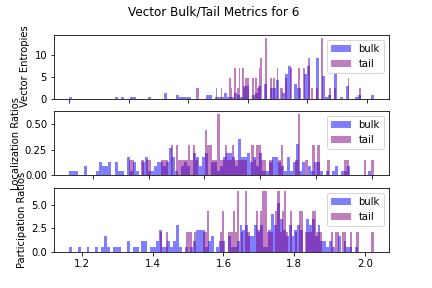 Vector Bulk/Tail Metrics for 6
Vector Entropies
10
5
0
bulk
tail
Localization Ratios
0.50
0.25
0.00
bulk
tail
Participation Ratios
5.0
2.5
0.0
bulk
tail
1.2 1.4 1.6 1.8 2.0